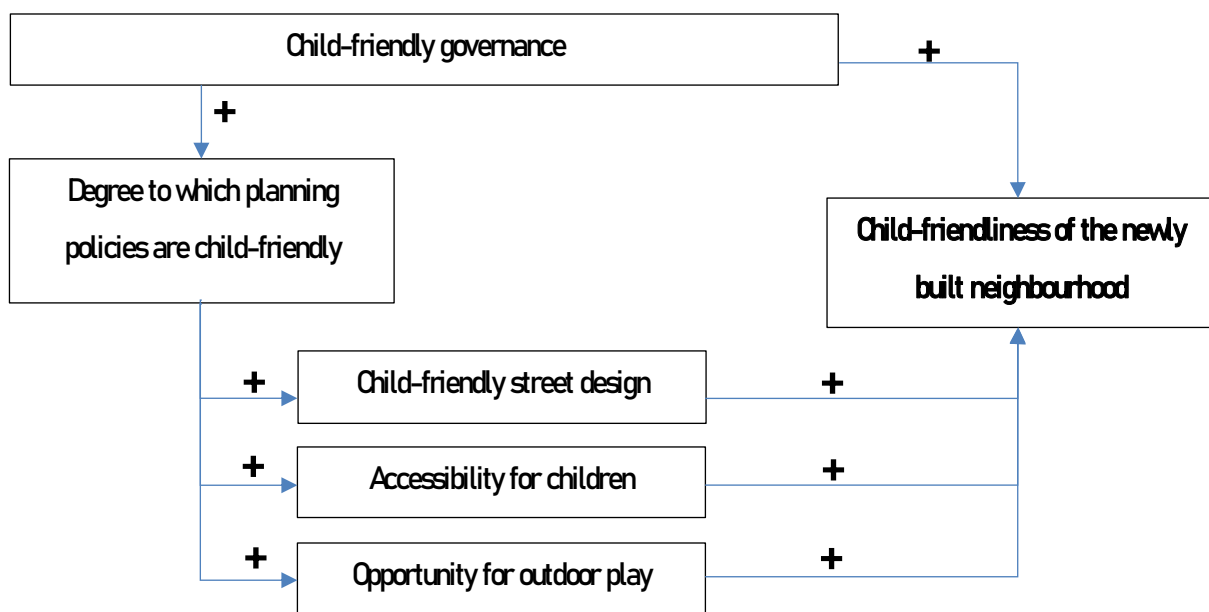 Child-friendly governance
+
+
Degree to which planning
policies are child-friendly
Child-friendliness of the newly
built neighbourhood
+
Child-friendly street design
+
+
Accessibility for children
+
+
Opportunity for outdoor play
+